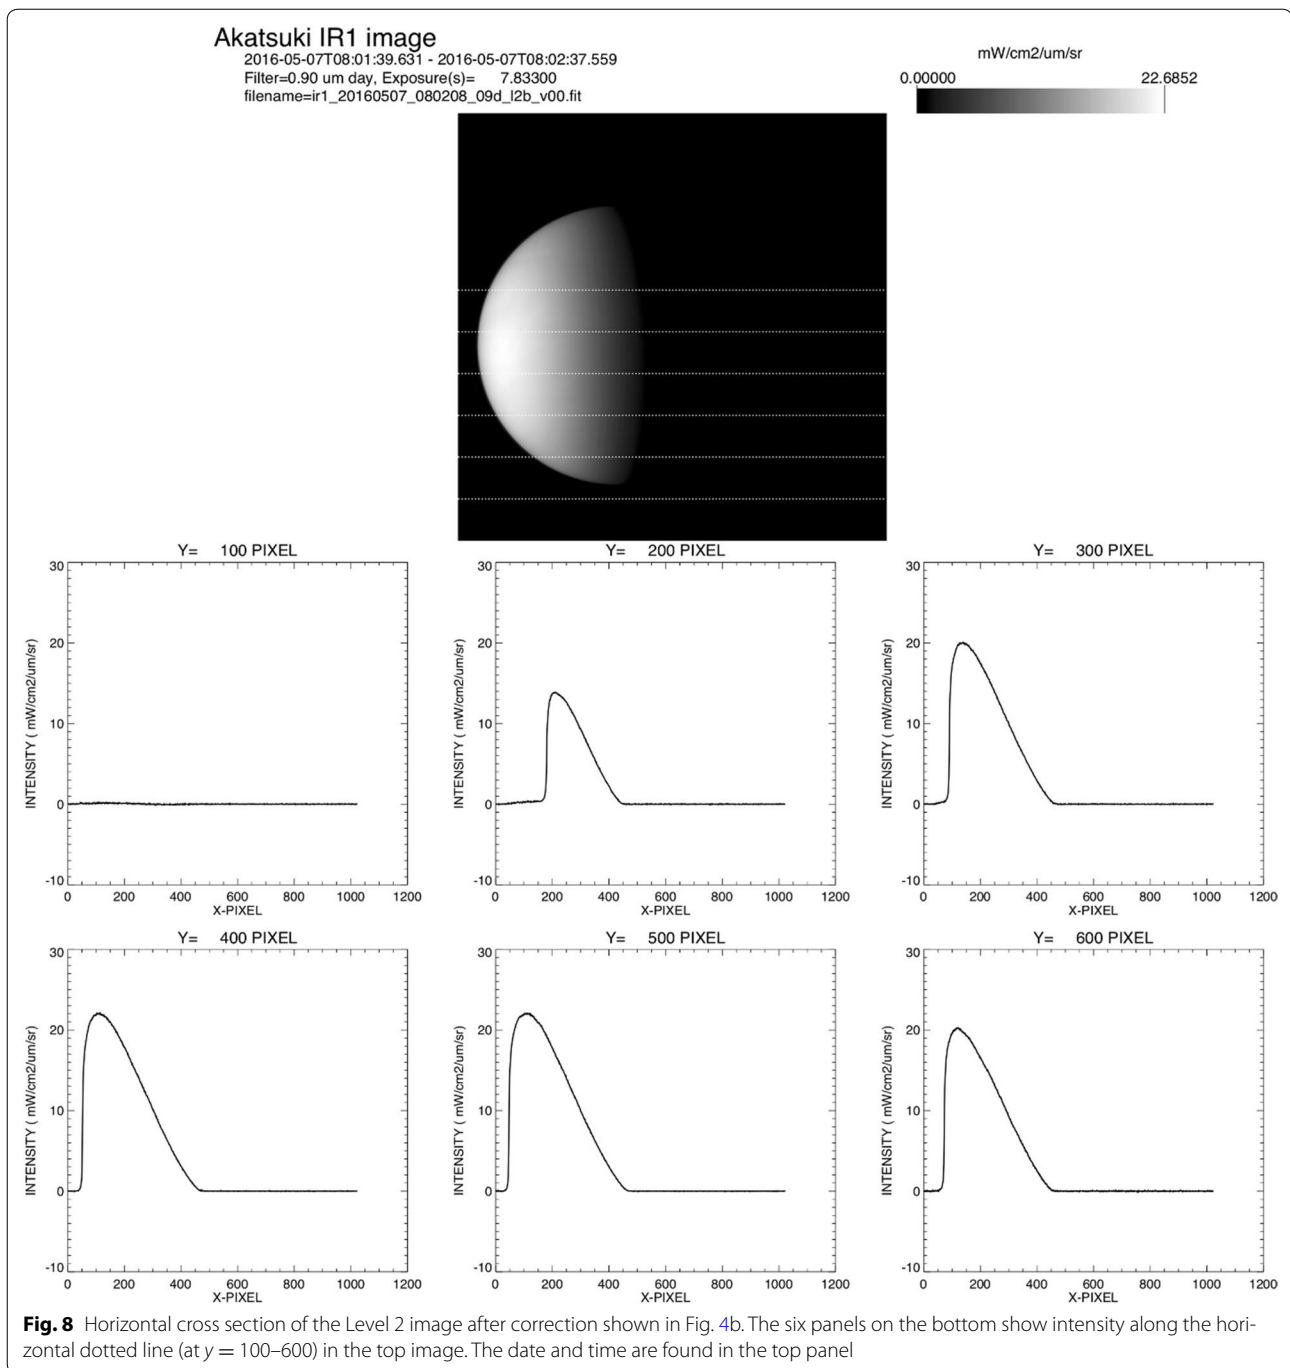 Akatsuki IR1 image
2016-05-07T08:01:39.631 - 2016-05-07T08:02:37.559
Filter=0.90 um day, Exposure(s)= 7.83300
filename=ir1_20160507_080208_09d_l2b_v00.fit
mW/cm2/um/sr
0.00000 22.6852
Y= 100 PIXEL
30
20
10
0
-10
INTENSITY ( mW/cm2/um/sr)
0 200 400 600 800 1000 1200
X-PIXEL
Y= 200 PIXEL
30
20
10
0
-10
INTENSITY ( mW/cm2/um/sr)
0 200 400 600 800 1000 1200
X-PIXEL
Y= 300 PIXEL
30
20
10
0
-10
INTENSITY ( mW/cm2/um/sr)
0 200 400 600 800 1000 1200
X-PIXEL
Y= 400 PIXEL
30
20
10
0
-10
INTENSITY ( mW/cm2/um/sr)
0 200 400 600 800 1000 1200
X-PIXEL
Y= 500 PIXEL
30
20
10
0
-10
INTENSITY ( mW/cm2/um/sr)
0 200 400 600 800 1000 1200
X-PIXEL
Y= 600 PIXEL
30
20
10
0
-10
INTENSITY ( mW/cm2/um/sr)
0 200 400 600 800 1000 1200
X-PIXEL
Fig. 8 Horizontal cross section of the Level 2 image after correction shown in Fig. 4b. The six panels on the bottom show intensity along the hori-
zontal dotted line (at y = 100–600) in the top image. The date and time are found in the top panel